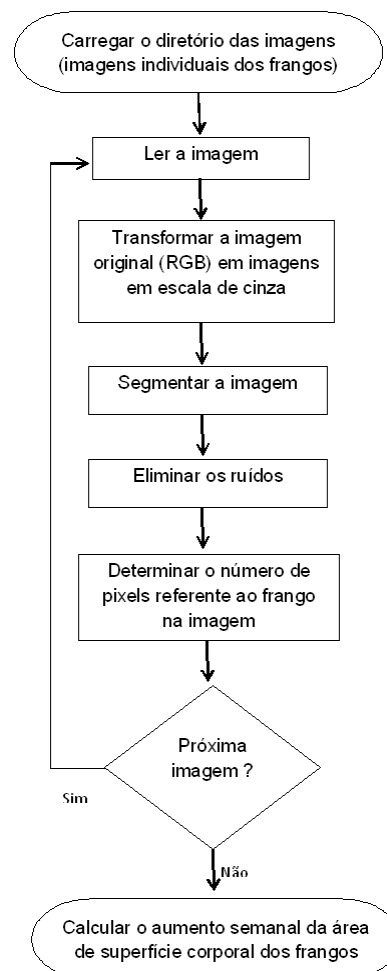 Carregar o diretório das imagens
(imagens individuais dos frangos)
Ler a imagem
Transformar a imagem
original (RGB) em imagens
em escala de cinza
Segmentar a imagem
Eliminar os ruídos
Determinar o número de
pixels referente ao frango
na imagem
Próxima
imagem ?
Sim
Não
Calcular o aumento semanal da área
de superfície corporal dos frangos